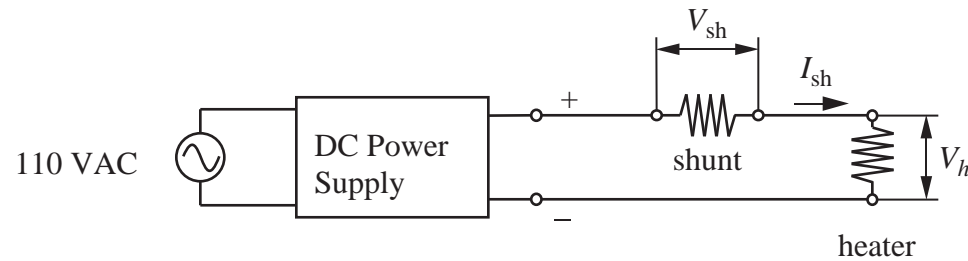 V_sh
I_sh
+
110 VAC
DC Power
Supply
shunt
V_h
−
heater